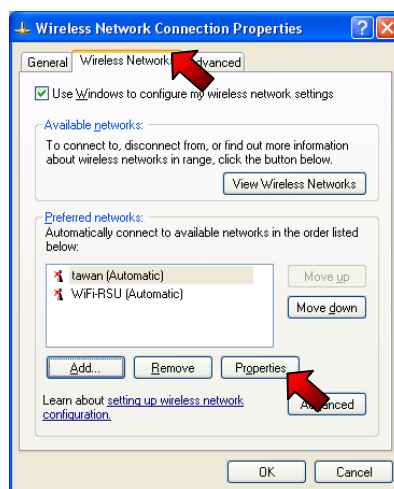 Wireless Network Connection Properties
General Wireless Networks Advanced
Use Windows to configure my wireless network settings
Available networks:
To connect to, disconnect from, or find out more information
about wireless networks in range, click the button below.
View Wireless Networks
Preferred networks:
Automatically connect to available networks in the order listed
below:
tawan (Automatic)
Move up
WiFi-RSU (Automatic)
Move down
Add... Remove Properties
Learn about setting up wireless network
configuration.
Advanced
OK Cancel